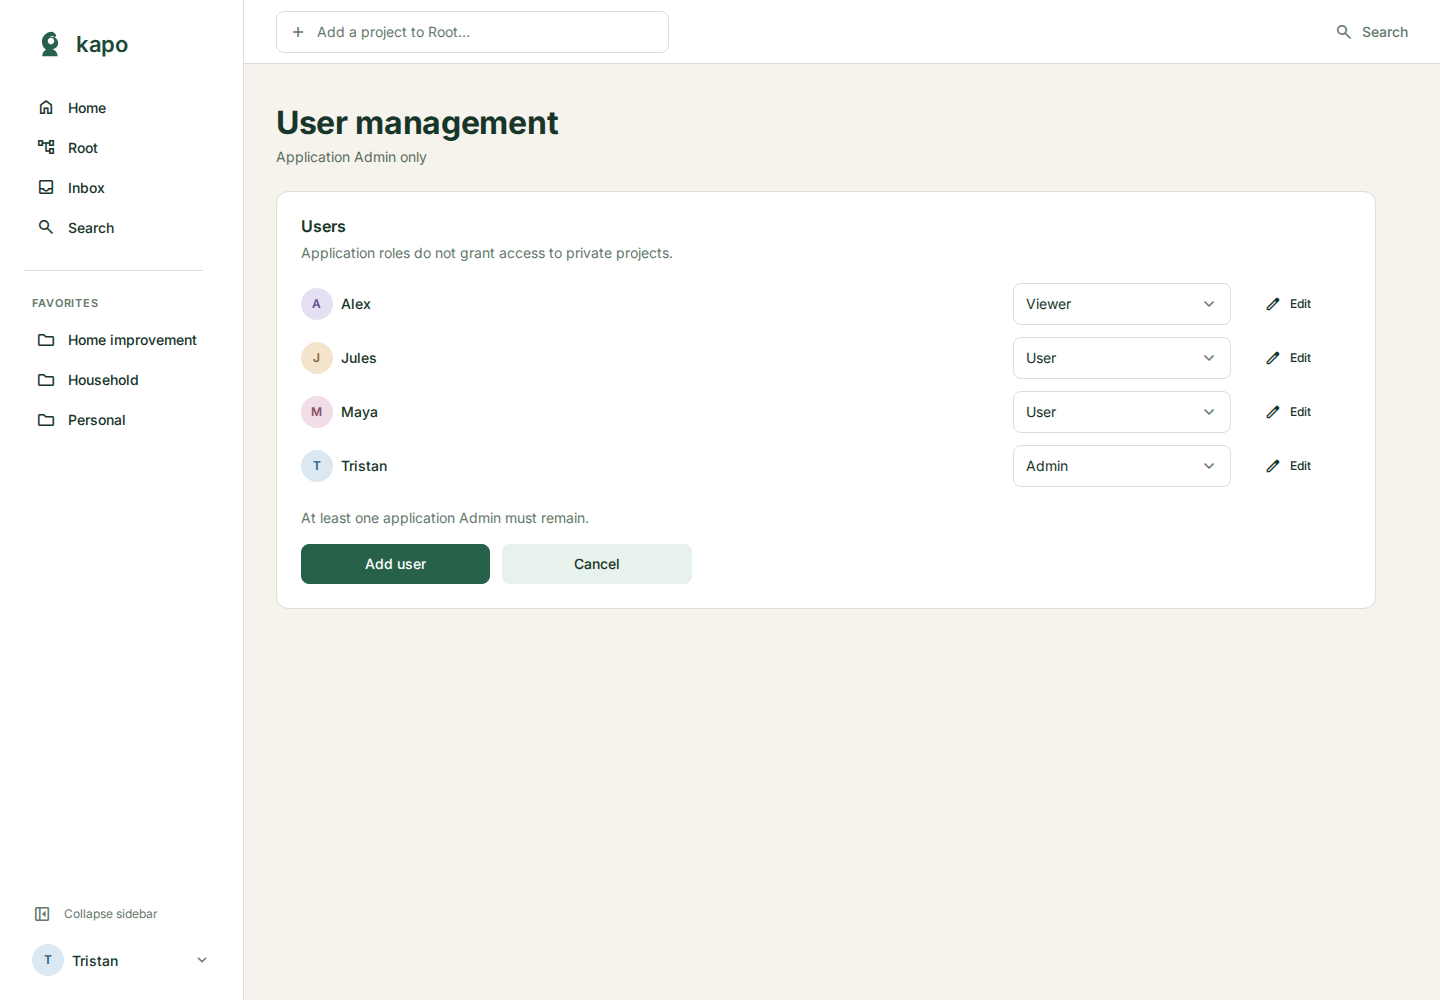 kapo
Home
Root
Inbox
Search
FAVORITES
Home improvement
Household
Personal
Collapse sidebar
T Tristan
Add a project to Root...
Search
User management
Application Admin only
Users
Application roles do not grant access to private projects.
A Alex Viewer Edit
J Jules User Edit
M Maya User Edit
T Tristan Admin Edit
At least one application Admin must remain.
Add user Cancel